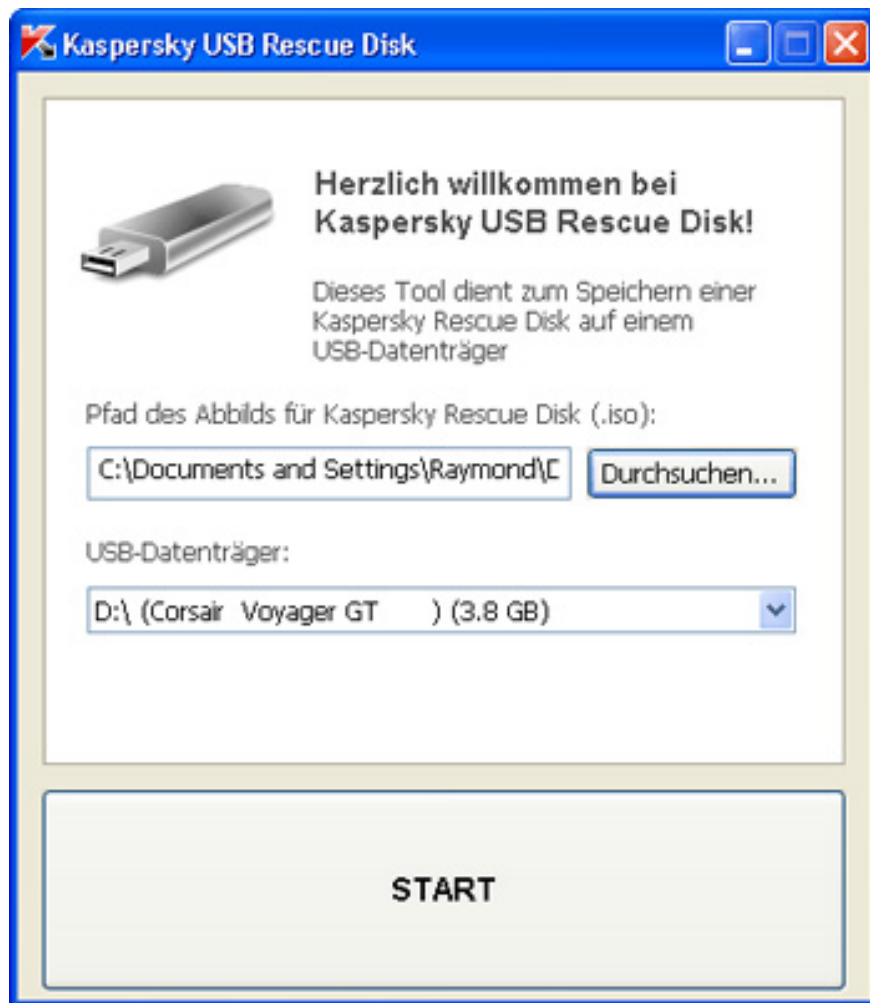 Kaspersky USB Rescue Disk
Herzlich willkommen bei
Kaspersky USB Rescue Disk!
Dieses Tool dient zum Speichern einer
Kaspersky Rescue Disk auf einem
USB-Datenträger
Pfad des Abbilds für Kaspersky Rescue Disk (.iso):
C:\Documents and Settings\Raymond\D
Durchsuchen...
USB-Datenträger:
D:\ (Corsair Voyager GT ) (3.8 GB)
START